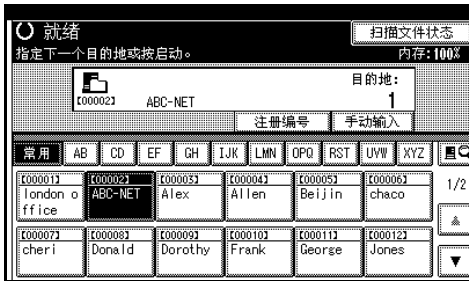 就绪
扫描文件状态
指定下一个目的地或按启动。
内存:100%
目的地:
[00002] ABC-NET 1
注册编号 手动输入
常用 AB CD EF GH IJK LMN OPQ RST UVW XYZ
[00001] [00002] [00003] [00004] [00005] [00006]
london o ABC-NET Alex Allen Beijin chaco 1/2
ffice
[00007] [00008] [00009] [00010] [00011] [00012]
cheri Donald Dorothy Frank George Jones